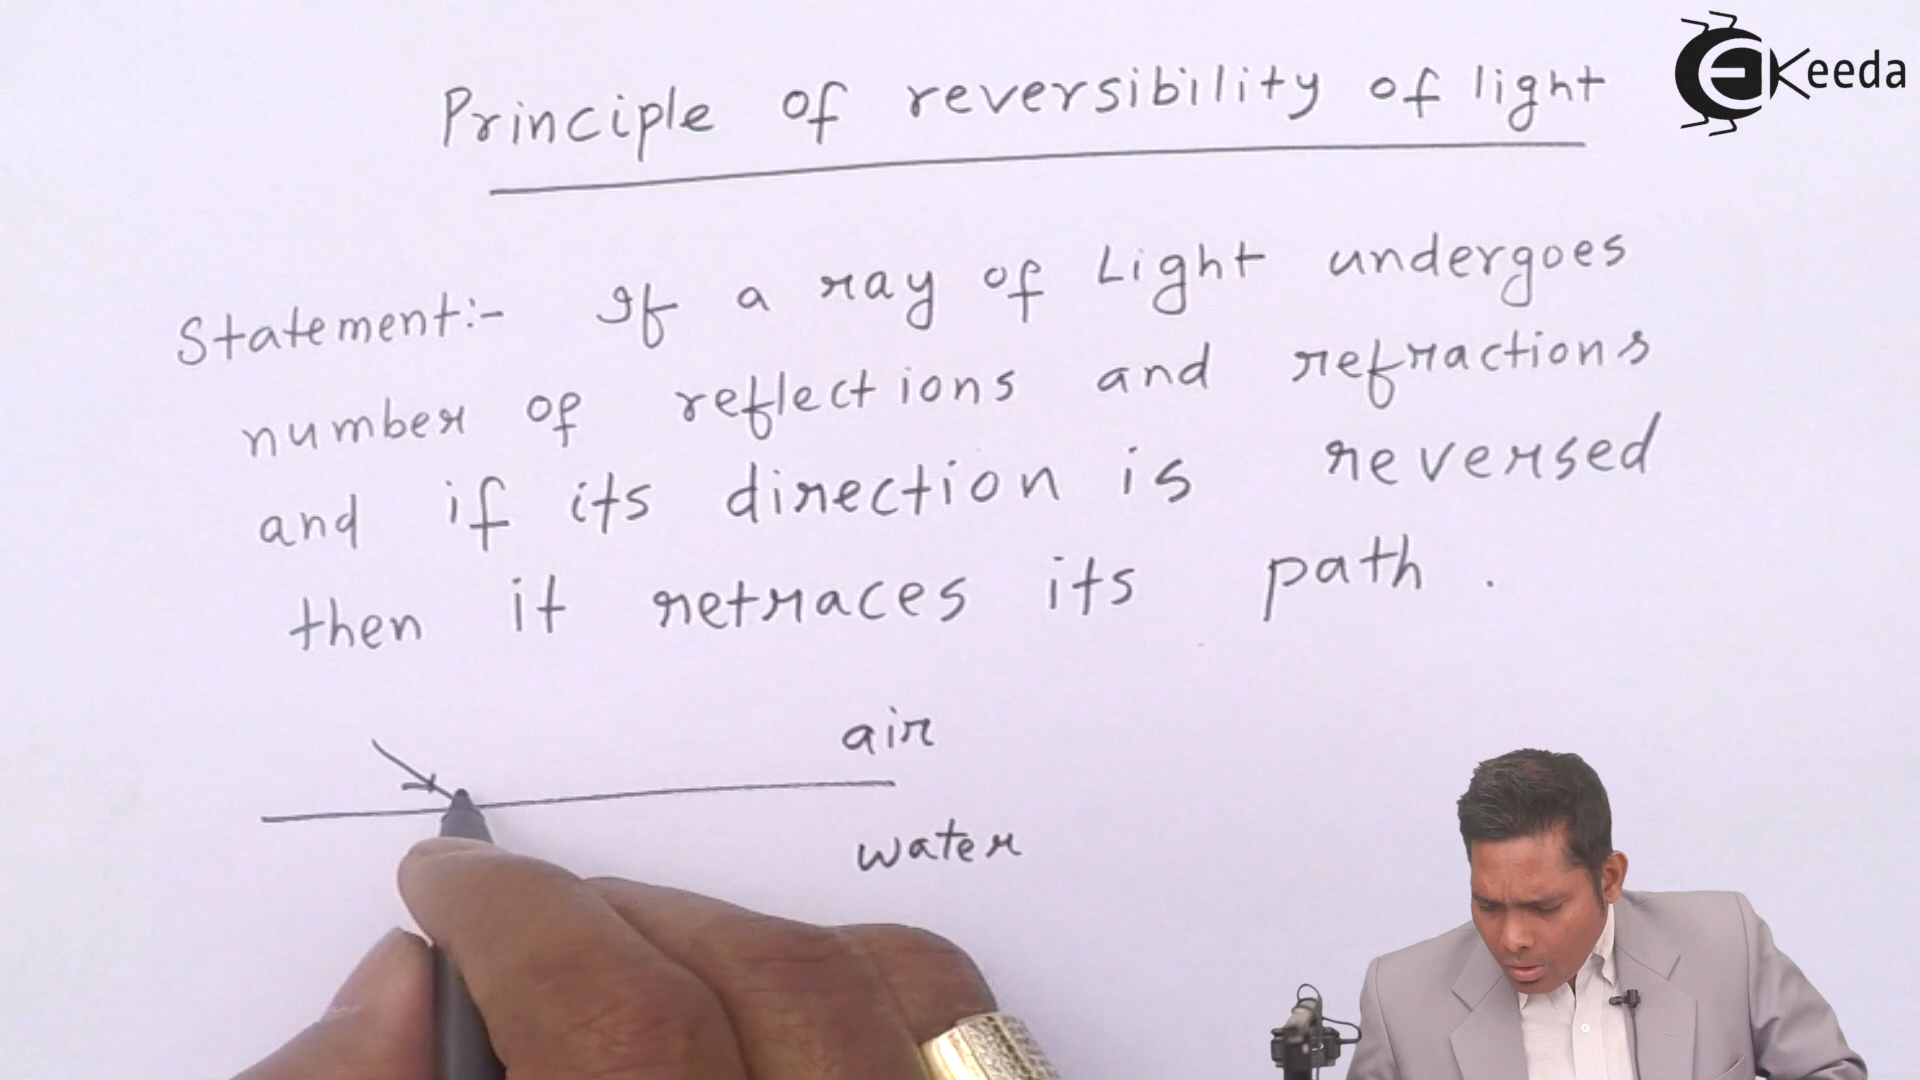 Principle of reversibility of light
EKeeda
Statement:- If a ray of Light undergoes
number of reflections and refractions
and if its direction is reversed
then it retraces its path .
air
water